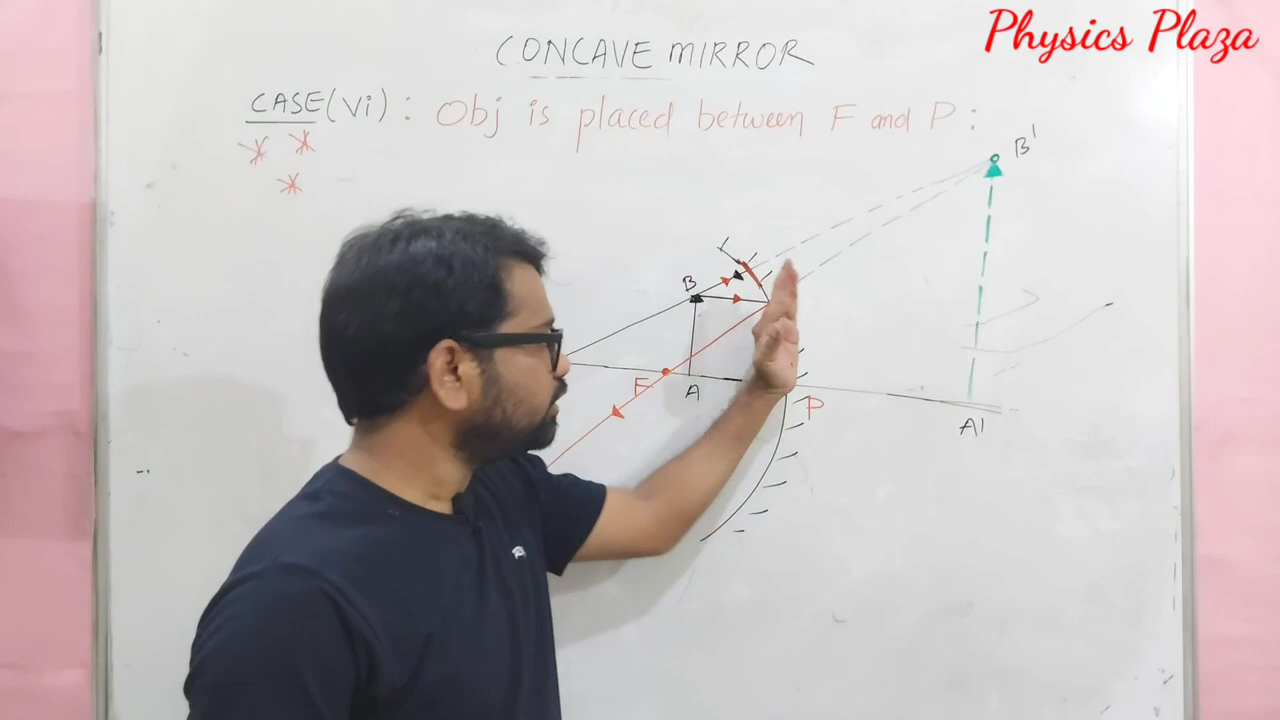 Physics Plaza
CONCAVE MIRROR
CASE(vi) : Obj is placed between F and P :
B'
B
F
A
P
A'